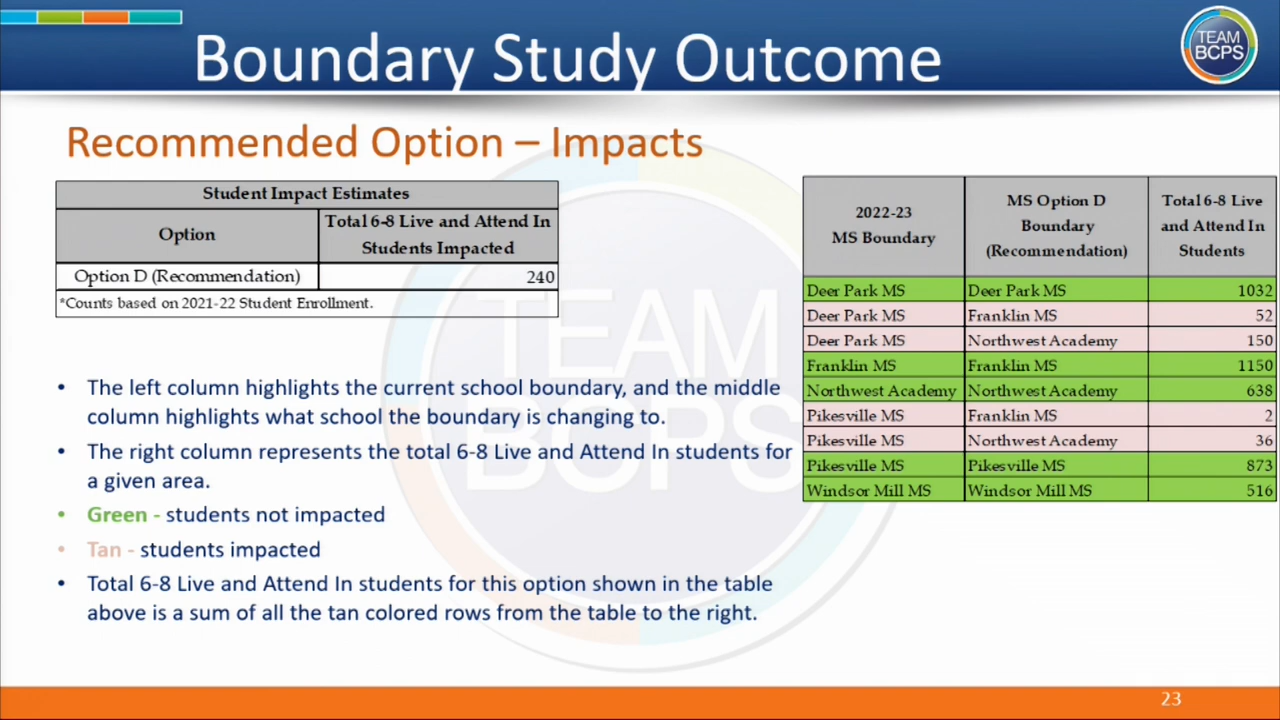 Boundary Study Outcome
TEAM
BCPS
Recommended Option – Impacts
Student Impact Estimates
Option
Total 6-8 Live and Attend In
Students Impacted
Option D (Recommendation) 240
*Counts based on 2021-22 Student Enrollment.
• The left column highlights the current school boundary, and the middle
column highlights what school the boundary is changing to.
• The right column represents the total 6-8 Live and Attend In students for
a given area.
• Green - students not impacted
• Tan - students impacted
• Total 6-8 Live and Attend In students for this option shown in the table
above is a sum of all the tan colored rows from the table to the right.
2022-23
MS Boundary
MS Option D
Boundary
(Recommendation)
Total 6-8 Live
and Attend In
Students
Deer Park MS Deer Park MS 1032
Deer Park MS Franklin MS 52
Deer Park MS Northwest Academy 150
Franklin MS Franklin MS 1150
Northwest Academy Northwest Academy 638
Pikesville MS Franklin MS 2
Pikesville MS Northwest Academy 36
Pikesville MS Pikesville MS 873
Windsor Mill MS Windsor Mill MS 516
TEAM
BCPS
23